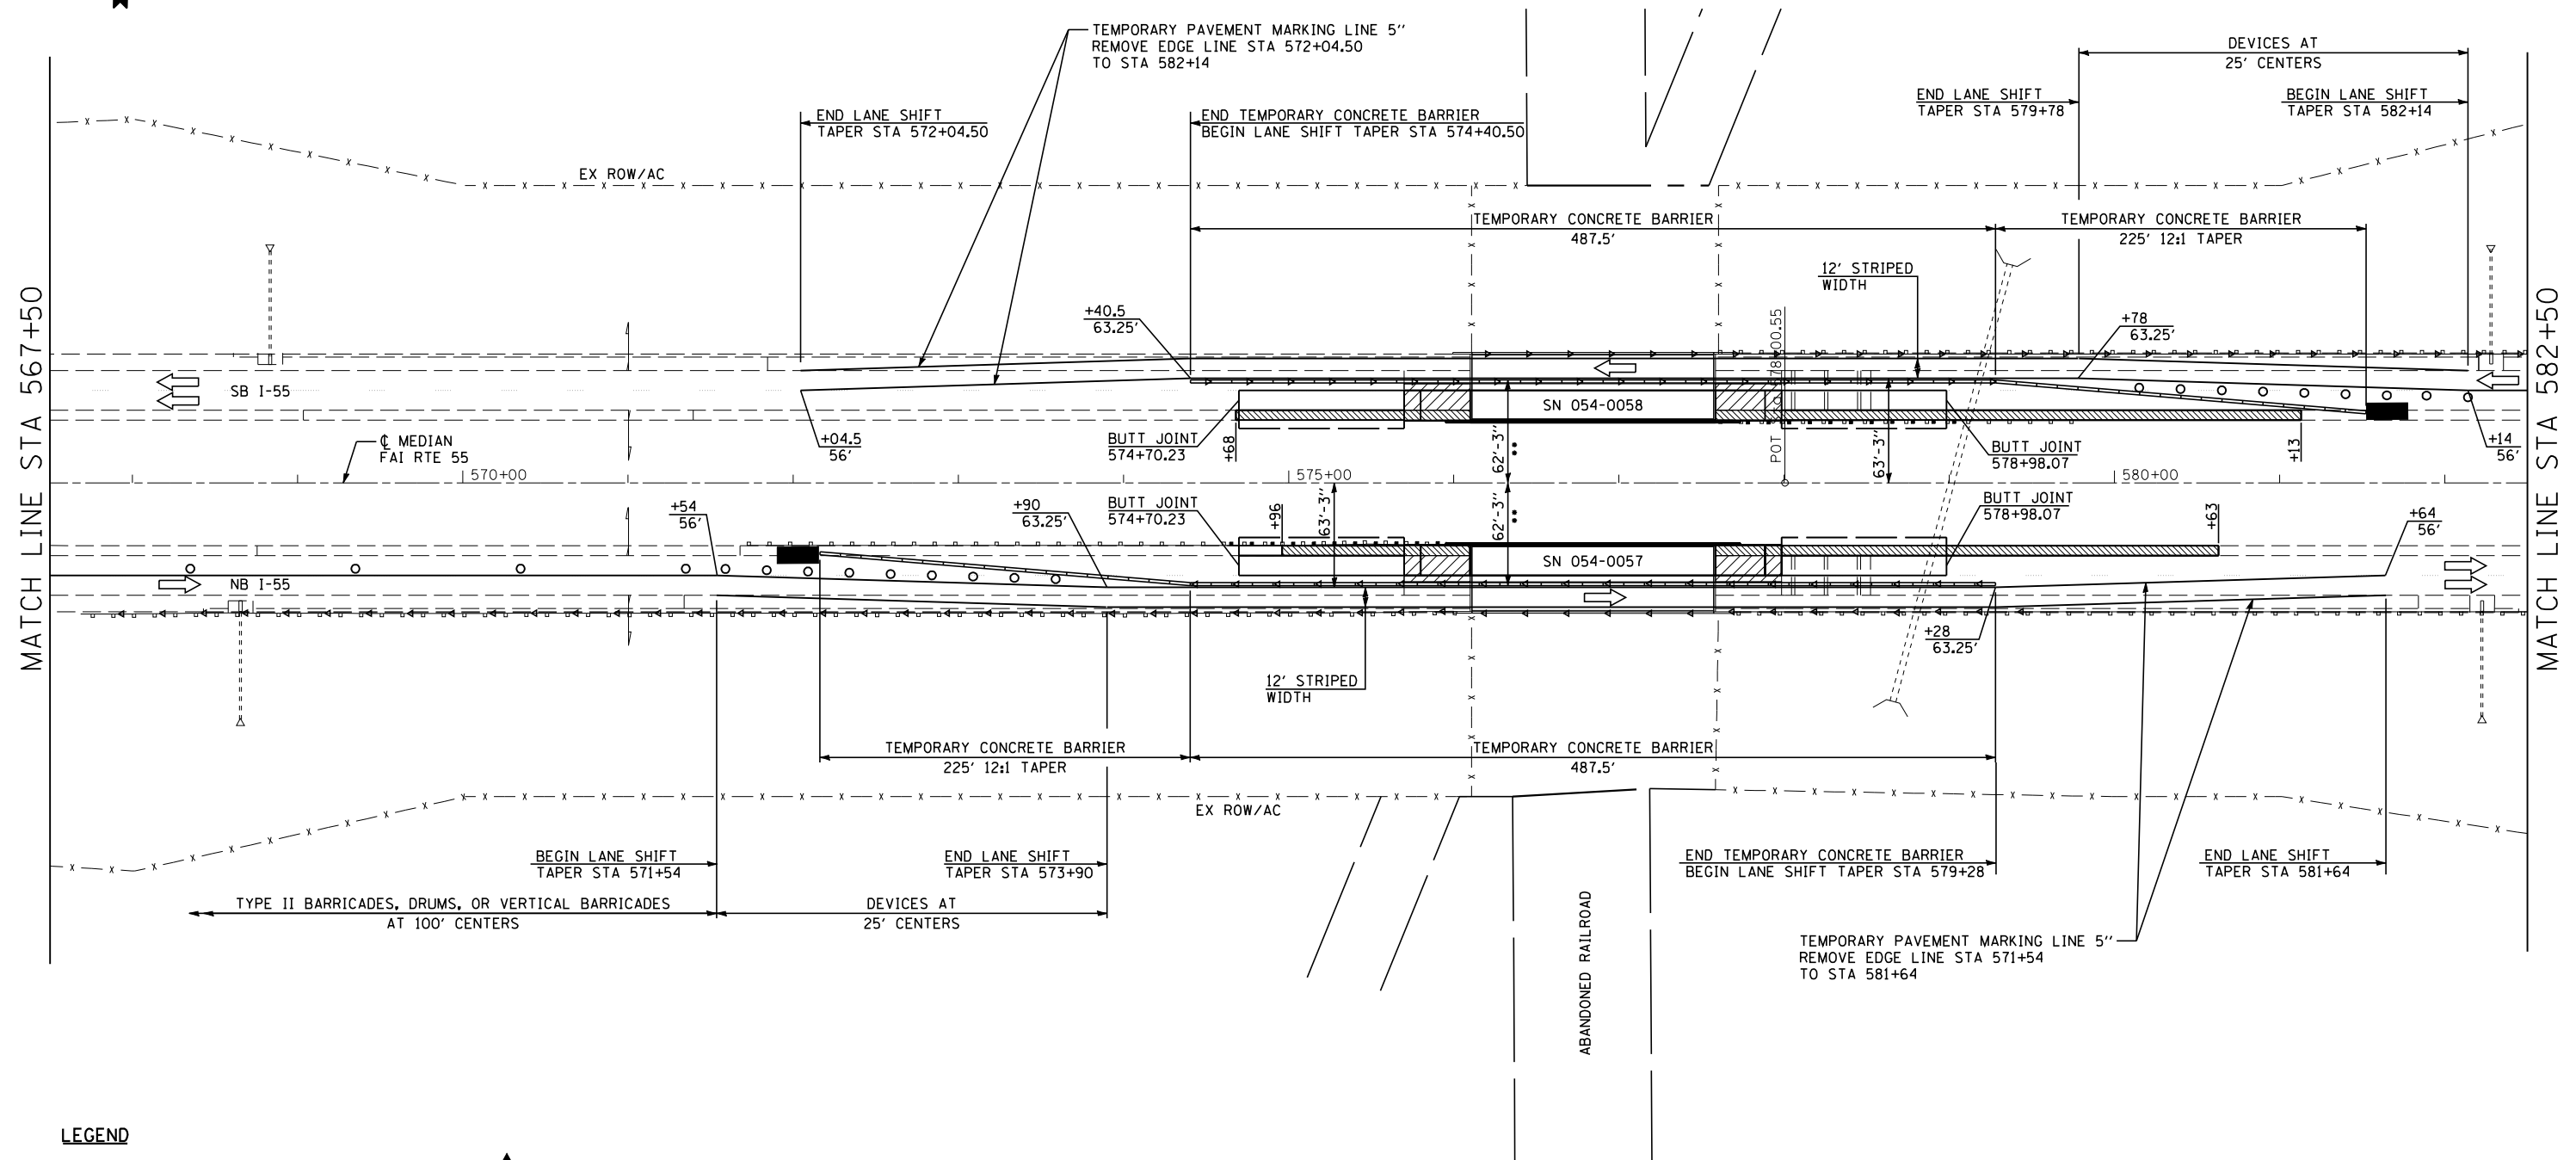 TEMPORARY PAVEMENT MARKING LINE 5''
REMOVE EDGE LINE STA 572+04.50
TO STA 582+14
DEVICES AT
25' CENTERS
END LANE SHIFT
TAPER STA 572+04.50
END TEMPORARY CONCRETE BARRIER
BEGIN LANE SHIFT TAPER STA 574+40.50
END LANE SHIFT
TAPER STA 579+78
BEGIN LANE SHIFT
TAPER STA 582+14
EX ROW/AC
TEMPORARY CONCRETE BARRIER
487.5'
TEMPORARY CONCRETE BARRIER
225' 12:1 TAPER
12' STRIPED
WIDTH
+40.5
63.25'
+78
63.25'
MATCH LINE STA 567+50
MATCH LINE STA 582+50
SB I-55
SN 054-0058
℄ MEDIAN
FAI RTE 55
+04.5
56'
BUTT JOINT
574+70.23
+68
62'-3''
**
63'-3''
BUTT JOINT
578+98.07
+13
+14
56'
570+00
575+00
580+00
+54
56'
+90
63.25'
BUTT JOINT
574+70.23
+96
63'-3''
62'-3''
**
BUTT JOINT
578+98.07
+63
+64
56'
NB I-55
SN 054-0057
+28
63.25'
12' STRIPED
WIDTH
TEMPORARY CONCRETE BARRIER
225' 12:1 TAPER
TEMPORARY CONCRETE BARRIER
487.5'
EX ROW/AC
BEGIN LANE SHIFT
TAPER STA 571+54
END LANE SHIFT
TAPER STA 573+90
END TEMPORARY CONCRETE BARRIER
BEGIN LANE SHIFT TAPER STA 579+28
END LANE SHIFT
TAPER STA 581+64
TYPE II BARRICADES, DRUMS, OR VERTICAL BARRICADES
AT 100' CENTERS
DEVICES AT
25' CENTERS
ABANDONED RAILROAD
TEMPORARY PAVEMENT MARKING LINE 5''
REMOVE EDGE LINE STA 571+54
TO STA 581+64
LEGEND